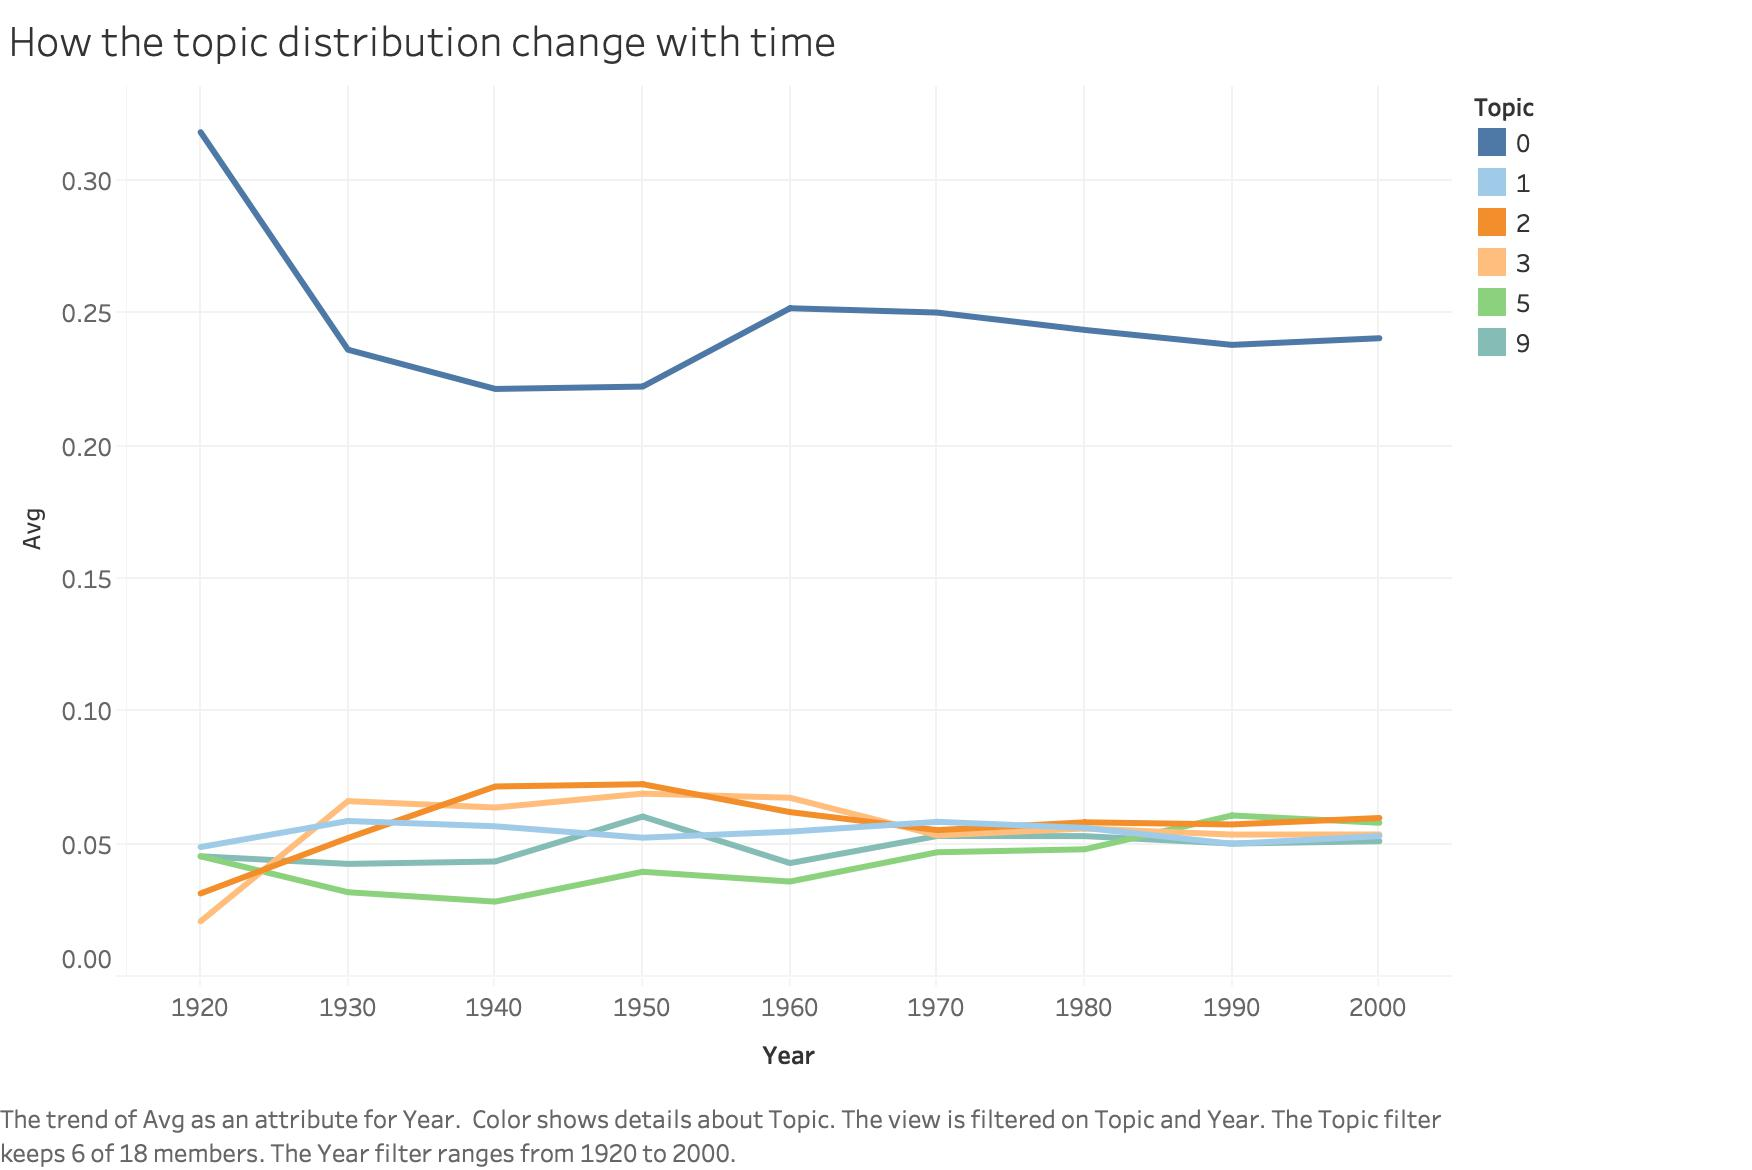 How the topic distribution change with time
Topic
0
1
2
3
5
9
0.30
0.25
0.20
0.15
0.10
0.05
0.00
Avg
1920 1930 1940 1950 1960 1970 1980 1990 2000
Year
The trend of Avg as an attribute for Year.  Color shows details about Topic. The view is filtered on Topic and Year. The Topic filter
keeps 6 of 18 members. The Year filter ranges from 1920 to 2000.